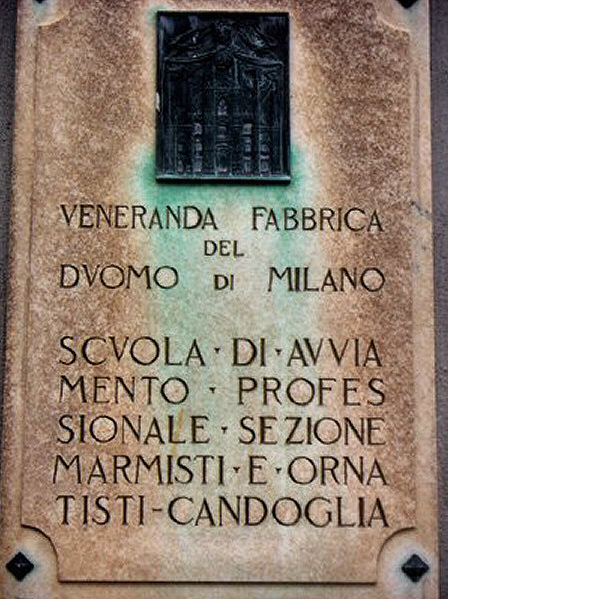 VENERANDA FABBRICA
DEL
DVOMO DI MILANO
SCVOLA · DI · AVVIA
MENTO · PROFES
SIONALE · SEZIONE
MARMISTI · E · ORNA
TISTI-CANDOGLIA